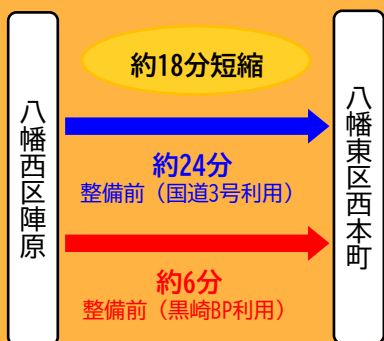 八幡西区陣原
約18分短縮
約24分
整備前（国道3号利用）
約6分
整備前（黒崎BP利用）
八幡東区西本町